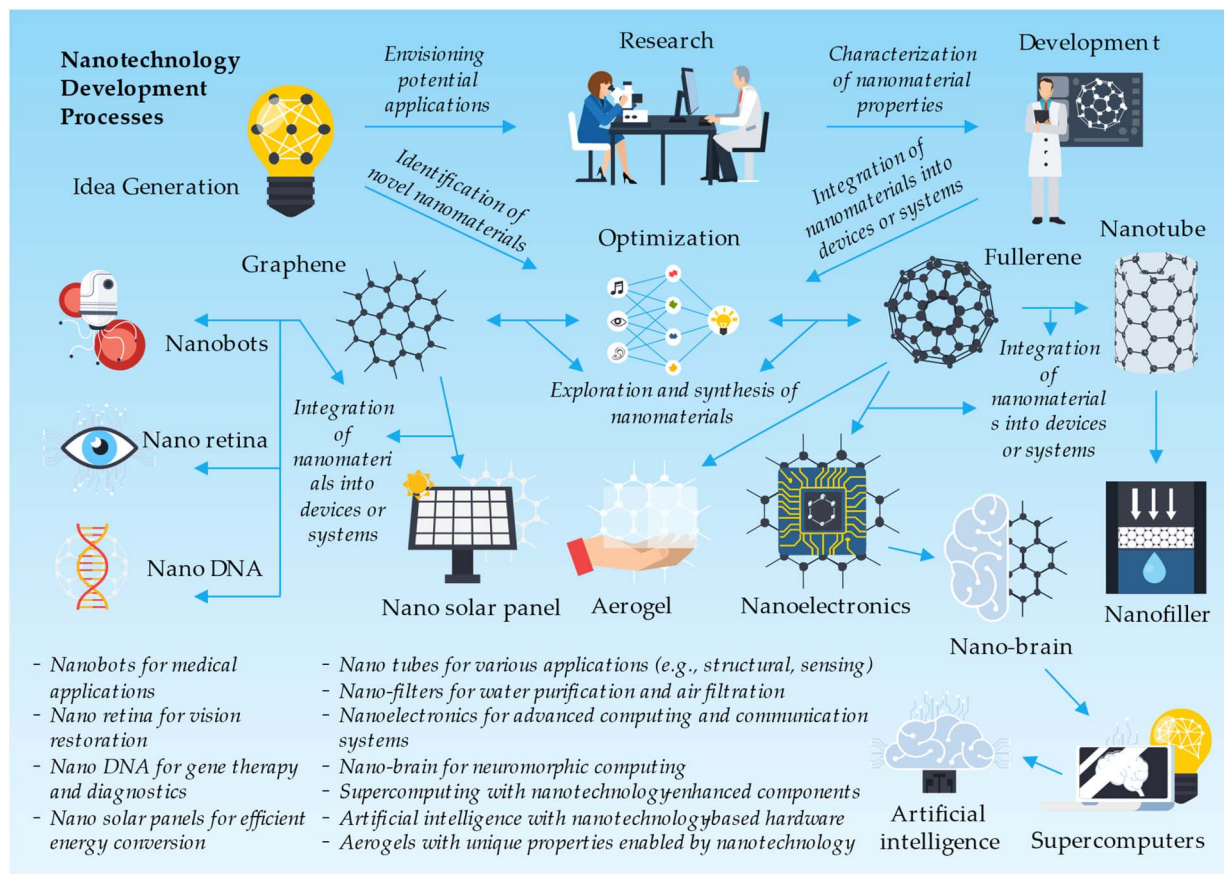 Nanotechnology
Development
Processes
Idea Generation
Envisioning
potential
applications
Research
Characterization
of nanomaterial
properties
Development
Identification of
novel nanomaterials
Optimization
Integration of
nanomaterials into
devices or systems
Graphene
Fullerene
Nanotube
Nanobots
Exploration and synthesis of
nanomaterials
Integration
of
nanomaterial
s into devices
or systems
Integration
of
nanomateri
als into
devices or
systems
Nano retina
Nano DNA
Nano solar panel
Aerogel
Nanoelectronics
Nano-brain
Nanofiller
- Nanobots for medical
applications
- Nano retina for vision
restoration
- Nano DNA for gene therapy
and diagnostics
- Nano solar panels for efficient
energy conversion
- Nano tubes for various applications (e.g., structural, sensing)
- Nano-filters for water purification and air filtration
- Nanoelectronics for advanced computing and communication
systems
- Nano-brain for neuromorphic computing
- Supercomputing with nanotechnology-enhanced components
- Artificial intelligence with nanotechnology-based hardware
- Aerogels with unique properties enabled by nanotechnology
Artificial
intelligence
Supercomputers